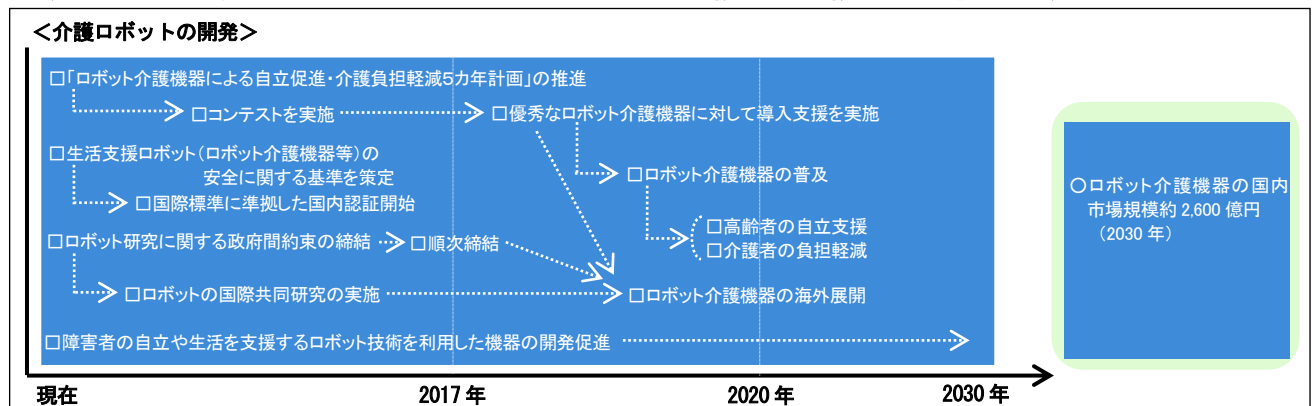 ＜介護ロボットの開発＞
□「ロボット介護機器による自立促進・介護負担軽減５カ年計画」の推進
□コンテストを実施
□優秀なロボット介護機器に対して導入支援を実施
□生活支援ロボット（ロボット介護機器等）の
安全に関する基準を策定
□ロボット介護機器の普及
□国際標準に準拠した国内認証開始
□高齢者の自立支援
□介護者の負担軽減
□ロボット研究に関する政府間約束の締結
□順次締結
□ロボットの国際共同研究の実施
□ロボット介護機器の海外展開
□障害者の自立や生活を支援するロボット技術を利用した機器の開発促進
現在
2017 年
2020 年
2030 年
○ロボット介護機器の国内
市場規模約 2,600 億円
（2030 年）